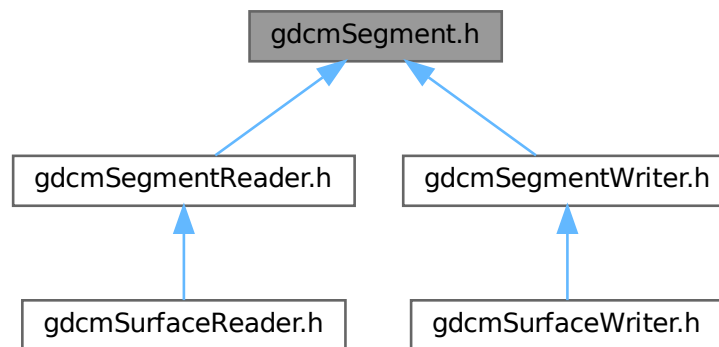 gdcmSegment.h
gdcmSegmentReader.h
gdcmSegmentWriter.h
gdcmSurfaceReader.h
gdcmSurfaceWriter.h